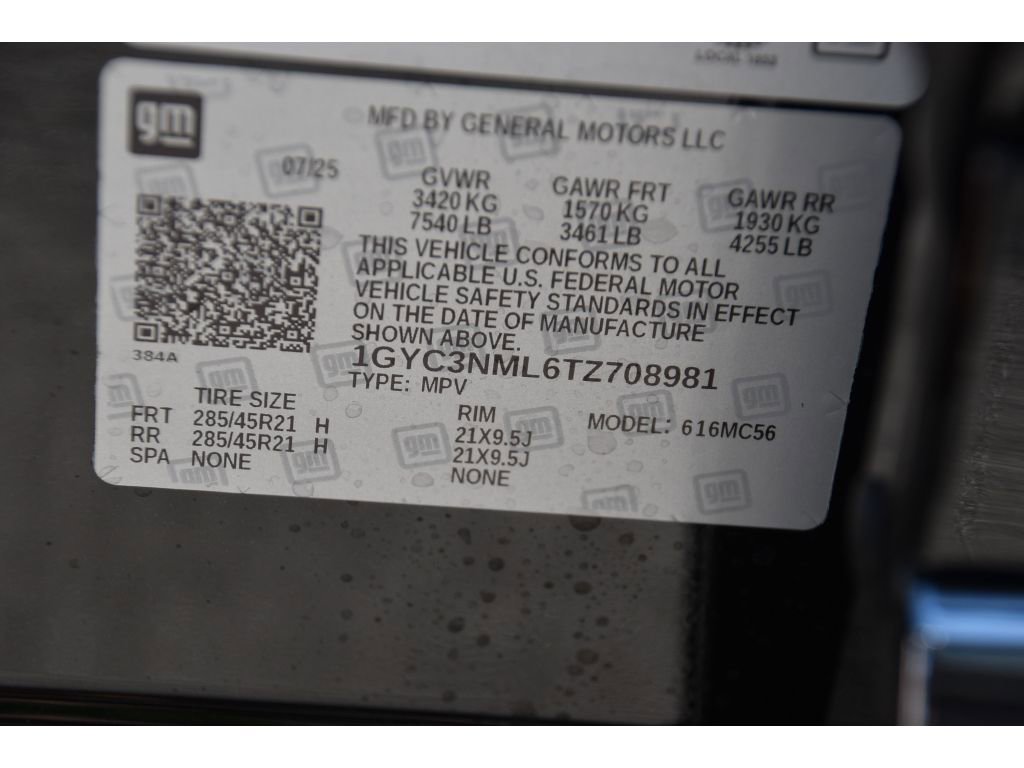 LOCAL 1853
gm
MFD BY GENERAL MOTORS LLC
07/25
GVWR GAWR FRT GAWR RR
3420 KG 1570 KG 1930 KG
7540 LB 3461 LB 4255 LB
THIS VEHICLE CONFORMS TO ALL
APPLICABLE U.S. FEDERAL MOTOR
VEHICLE SAFETY STANDARDS IN EFFECT
ON THE DATE OF MANUFACTURE
SHOWN ABOVE.
384A
1GYC3NML6TZ708981
TYPE: MPV
TIRE SIZE RIM MODEL: 616MC56
FRT 285/45R21 H 21X9.5J
RR 285/45R21 H 21X9.5J
SPA NONE NONE